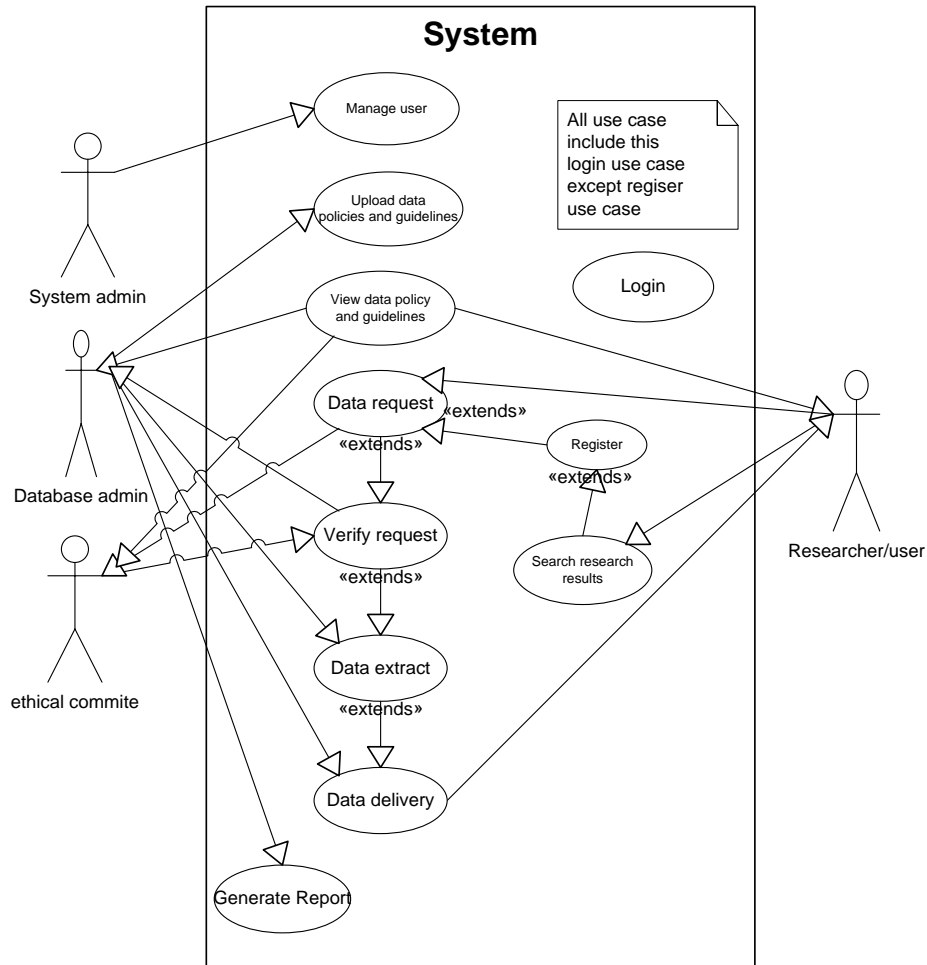 System
Manage user
All use case
include this
login use case
except regiser
use case
System admin
Upload data
policies and guidelines
Login
View data policy
and guidelines
Database admin
Data request
«extends»
«extends»
Register
«extends»
Researcher/user
Verify request
«extends»
Search research
results
ethical commite
Data extract
«extends»
Data delivery
Generate Report